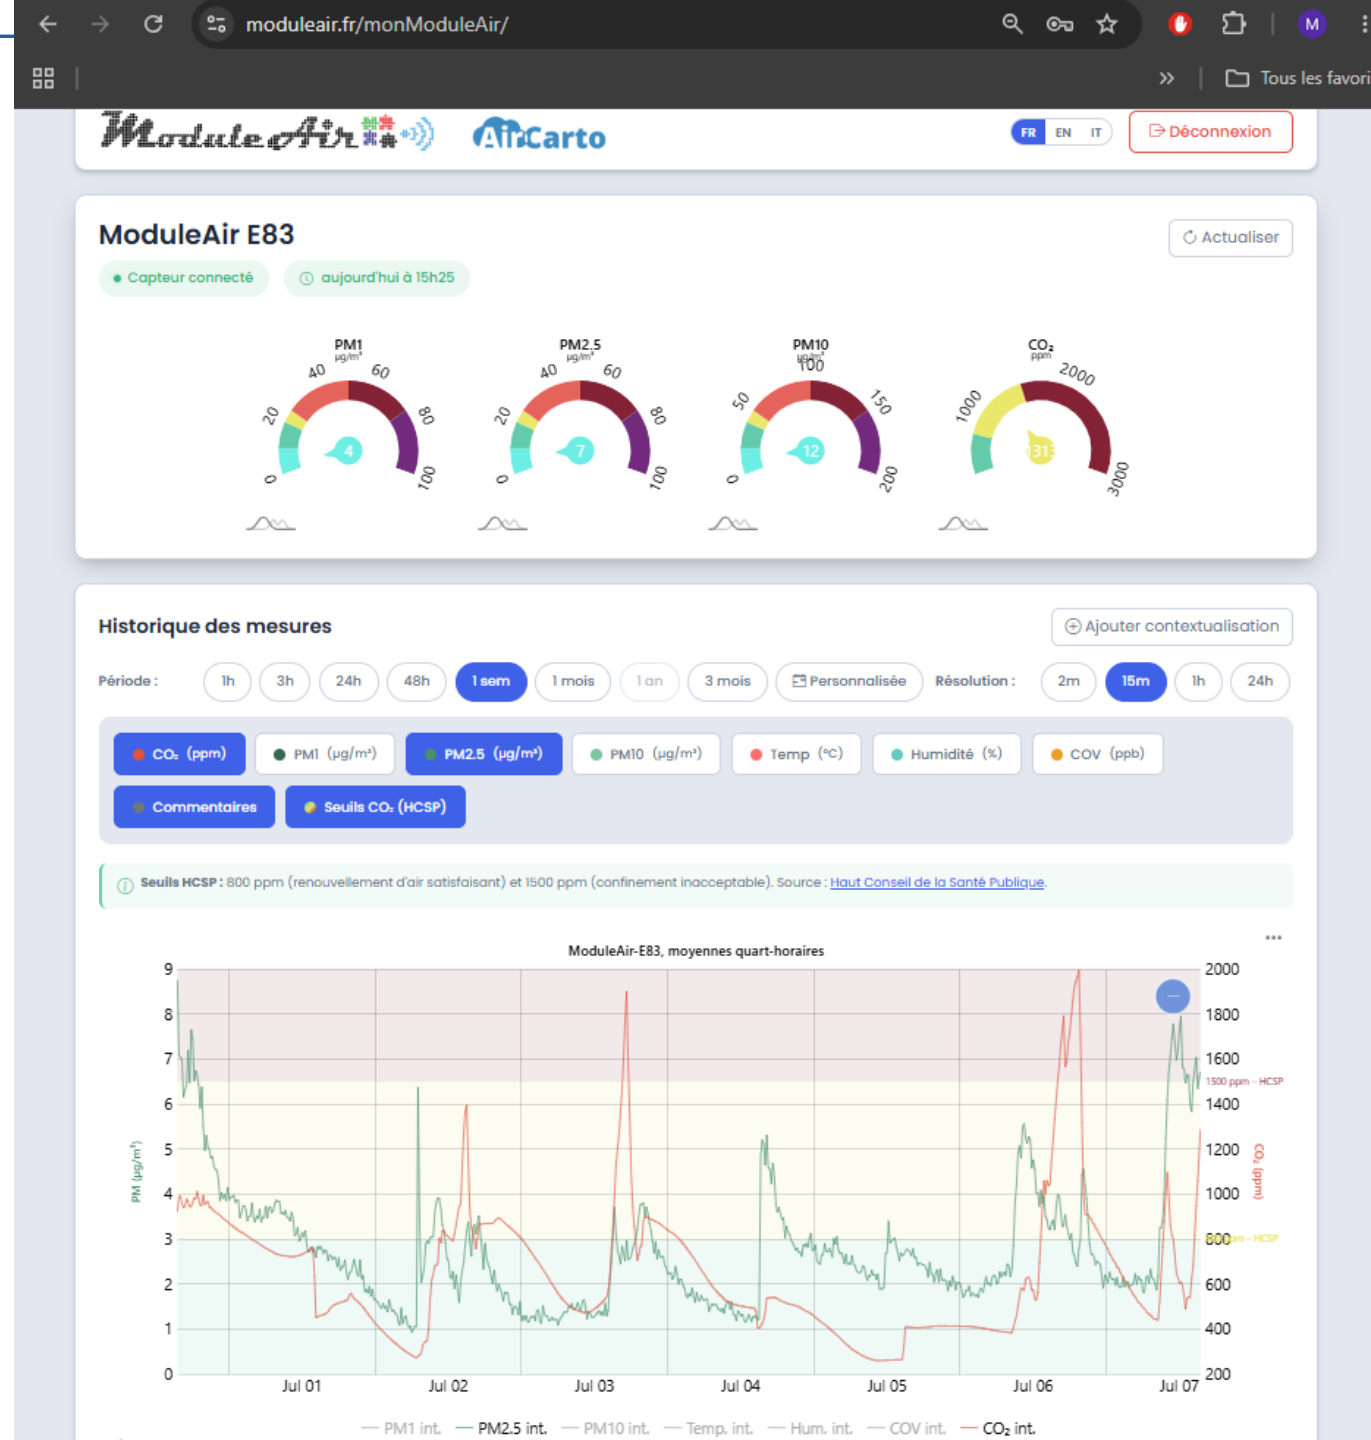 moduleair.fr/monModuleAir/
M
Tous les favori
ModuleAir
AirCarto
FR EN IT
Déconnexion
ModuleAir E83
Actualiser
Capteur connecté
aujourd'hui à 15h25
PM1
µg/m³
0 20 40 60 80 100
4
PM2.5
µg/m³
0 20 40 60 80 100
7
PM10
µg/m³
0 50 100 150 200
12
CO₂
ppm
0 1000 2000 3000
Historique des mesures
Ajouter contextualisation
Période : 1h 3h 24h 48h 1 sem 1 mois 1 an 3 mois Personnalisée Résolution : 2m 15m 1h 24h
CO₂ (ppm) PM1 (µg/m³) PM2.5 (µg/m³) PM10 (µg/m³) Temp (°C) Humidité (%) COV (ppb)
Commentaires Seuils CO₂ (HCSP)
Seuils HCSP : 800 ppm (renouvellement d'air satisfaisant) et 1500 ppm (confinement inacceptable). Source : Haut Conseil de la Santé Publique.
ModuleAir-E83, moyennes quart-horaires
9 2000
8 1800
7 1600
1500 ppm - HCSP
6 1400
5 1200
PM (µg/m³)
CO₂ (ppm)
4 1000
3 800 ppm - HCSP
2 600
1 400
0 200
Jul 01 Jul 02 Jul 03 Jul 04 Jul 05 Jul 06 Jul 07
PM1 int. PM2.5 int. PM10 int. Temp. int. Hum. int. COV int. CO₂ int.